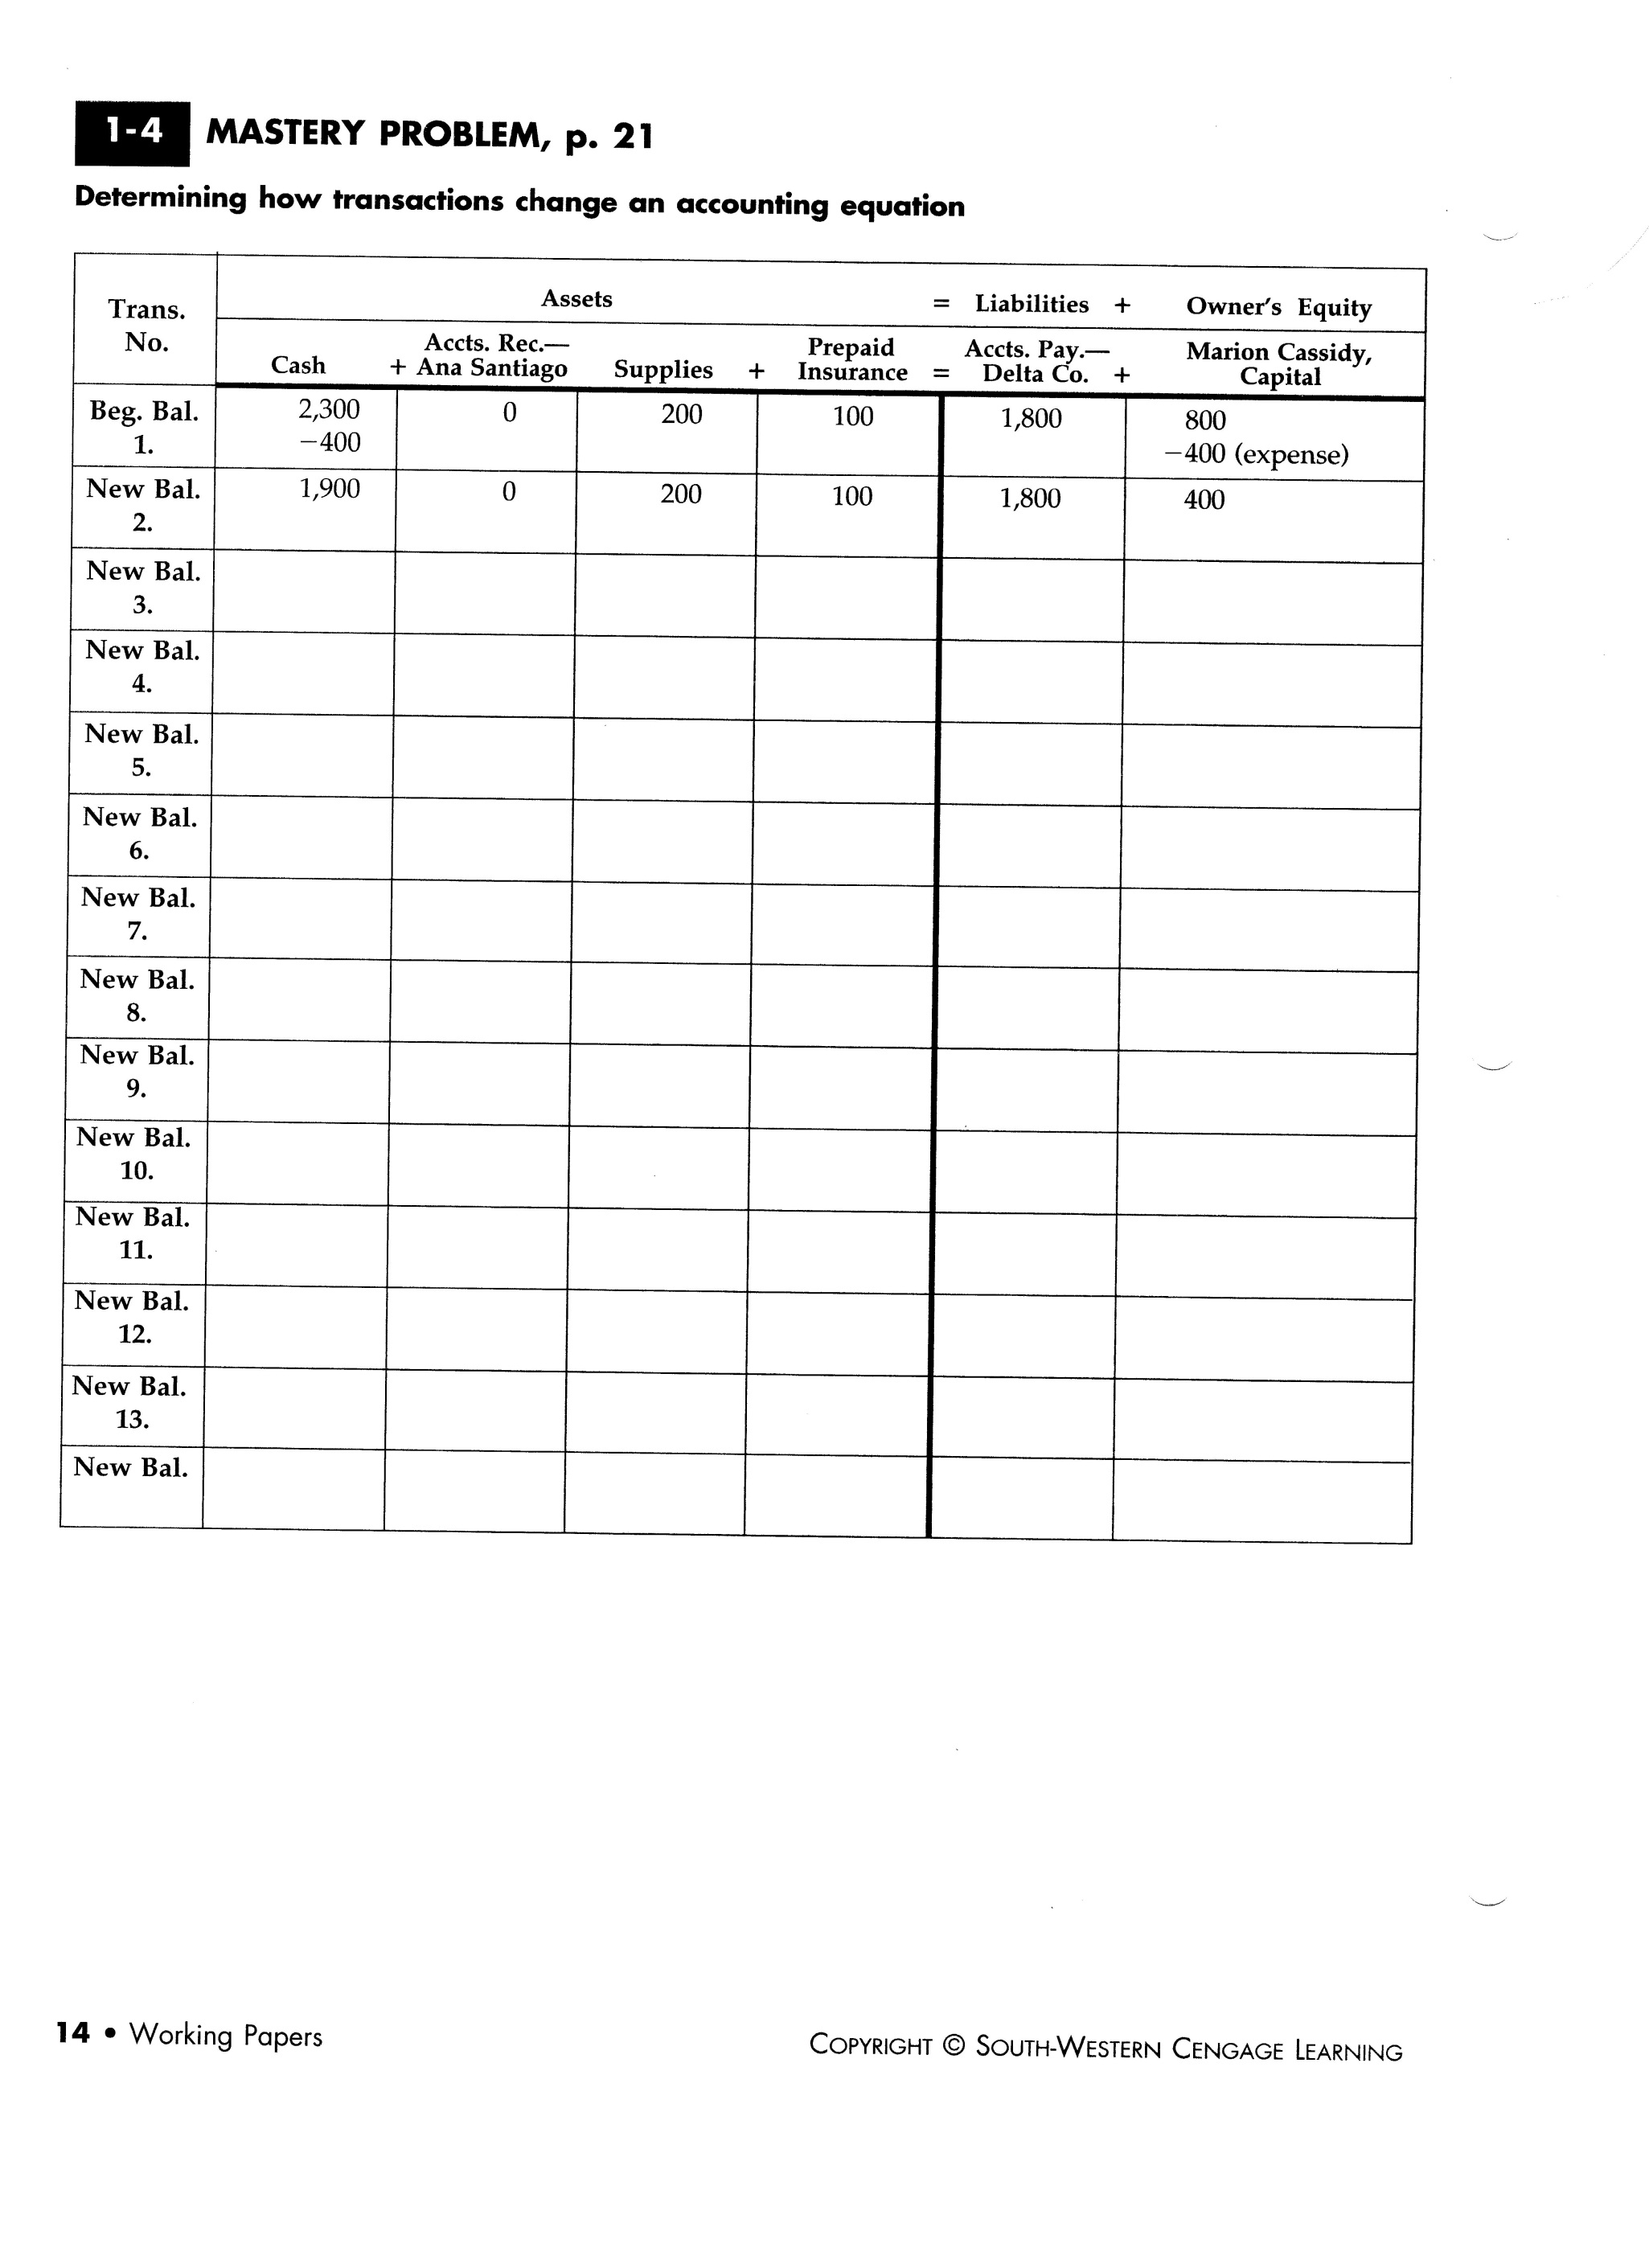 1-4 MASTERY PROBLEM, p. 21
Determining how transactions change an accounting equation
Trans. No.
Assets = Liabilities + Owner's Equity
Cash + Accts. Rec.— Ana Santiago Supplies + Prepaid Insurance = Accts. Pay.— Delta Co. + Marion Cassidy, Capital
Beg. Bal. 2,300 0 200 100 1,800 800
1. −400 −400 (expense)
New Bal. 1,900 0 200 100 1,800 400
2.
New Bal.
3.
New Bal.
4.
New Bal.
5.
New Bal.
6.
New Bal.
7.
New Bal.
8.
New Bal.
9.
New Bal.
10.
New Bal.
11.
New Bal.
12.
New Bal.
13.
New Bal.
14 • Working Papers COPYRIGHT © SOUTH-WESTERN CENGAGE LEARNING